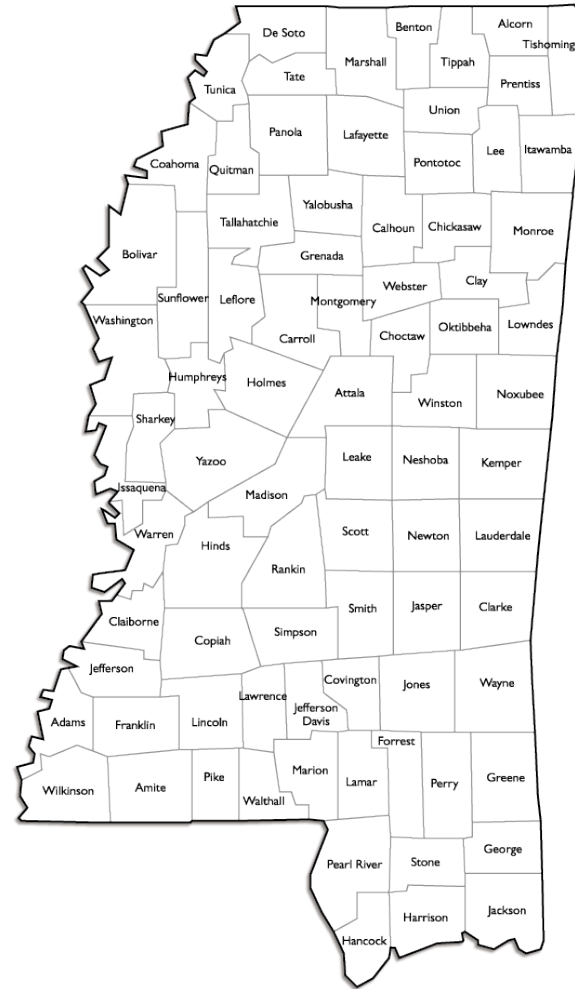 De Soto
Benton
Alcorn
Tishoming
Marshall
Tippah
Tate
Tunica
Prentiss
Union
Panola
Lafayette
Lee
Itawamba
Coahoma
Quitman
Pontotoc
Yalobusha
Tallahatchie
Calhoun
Chickasaw
Monroe
Bolivar
Grenada
Clay
Webster
Sunflower
Leflore
Montgomery
Washington
Lowndes
Oktibbeha
Carroll
Choctaw
Humphreys
Holmes
Attala
Noxubee
Winston
Sharkey
Yazoo
Leake
Neshoba
Kemper
Issaquena
Madison
Warren
Scott
Newton
Lauderdale
Hinds
Rankin
Smith
Jasper
Clarke
Claiborne
Simpson
Copiah
Jefferson
Covington
Jones
Wayne
Lawrence
Jefferson
Davis
Adams
Franklin
Lincoln
Forrest
Marion
Pike
Lamar
Perry
Greene
Wilkinson
Amite
Walthall
Pearl River
Stone
George
Jackson
Harrison
Hancock